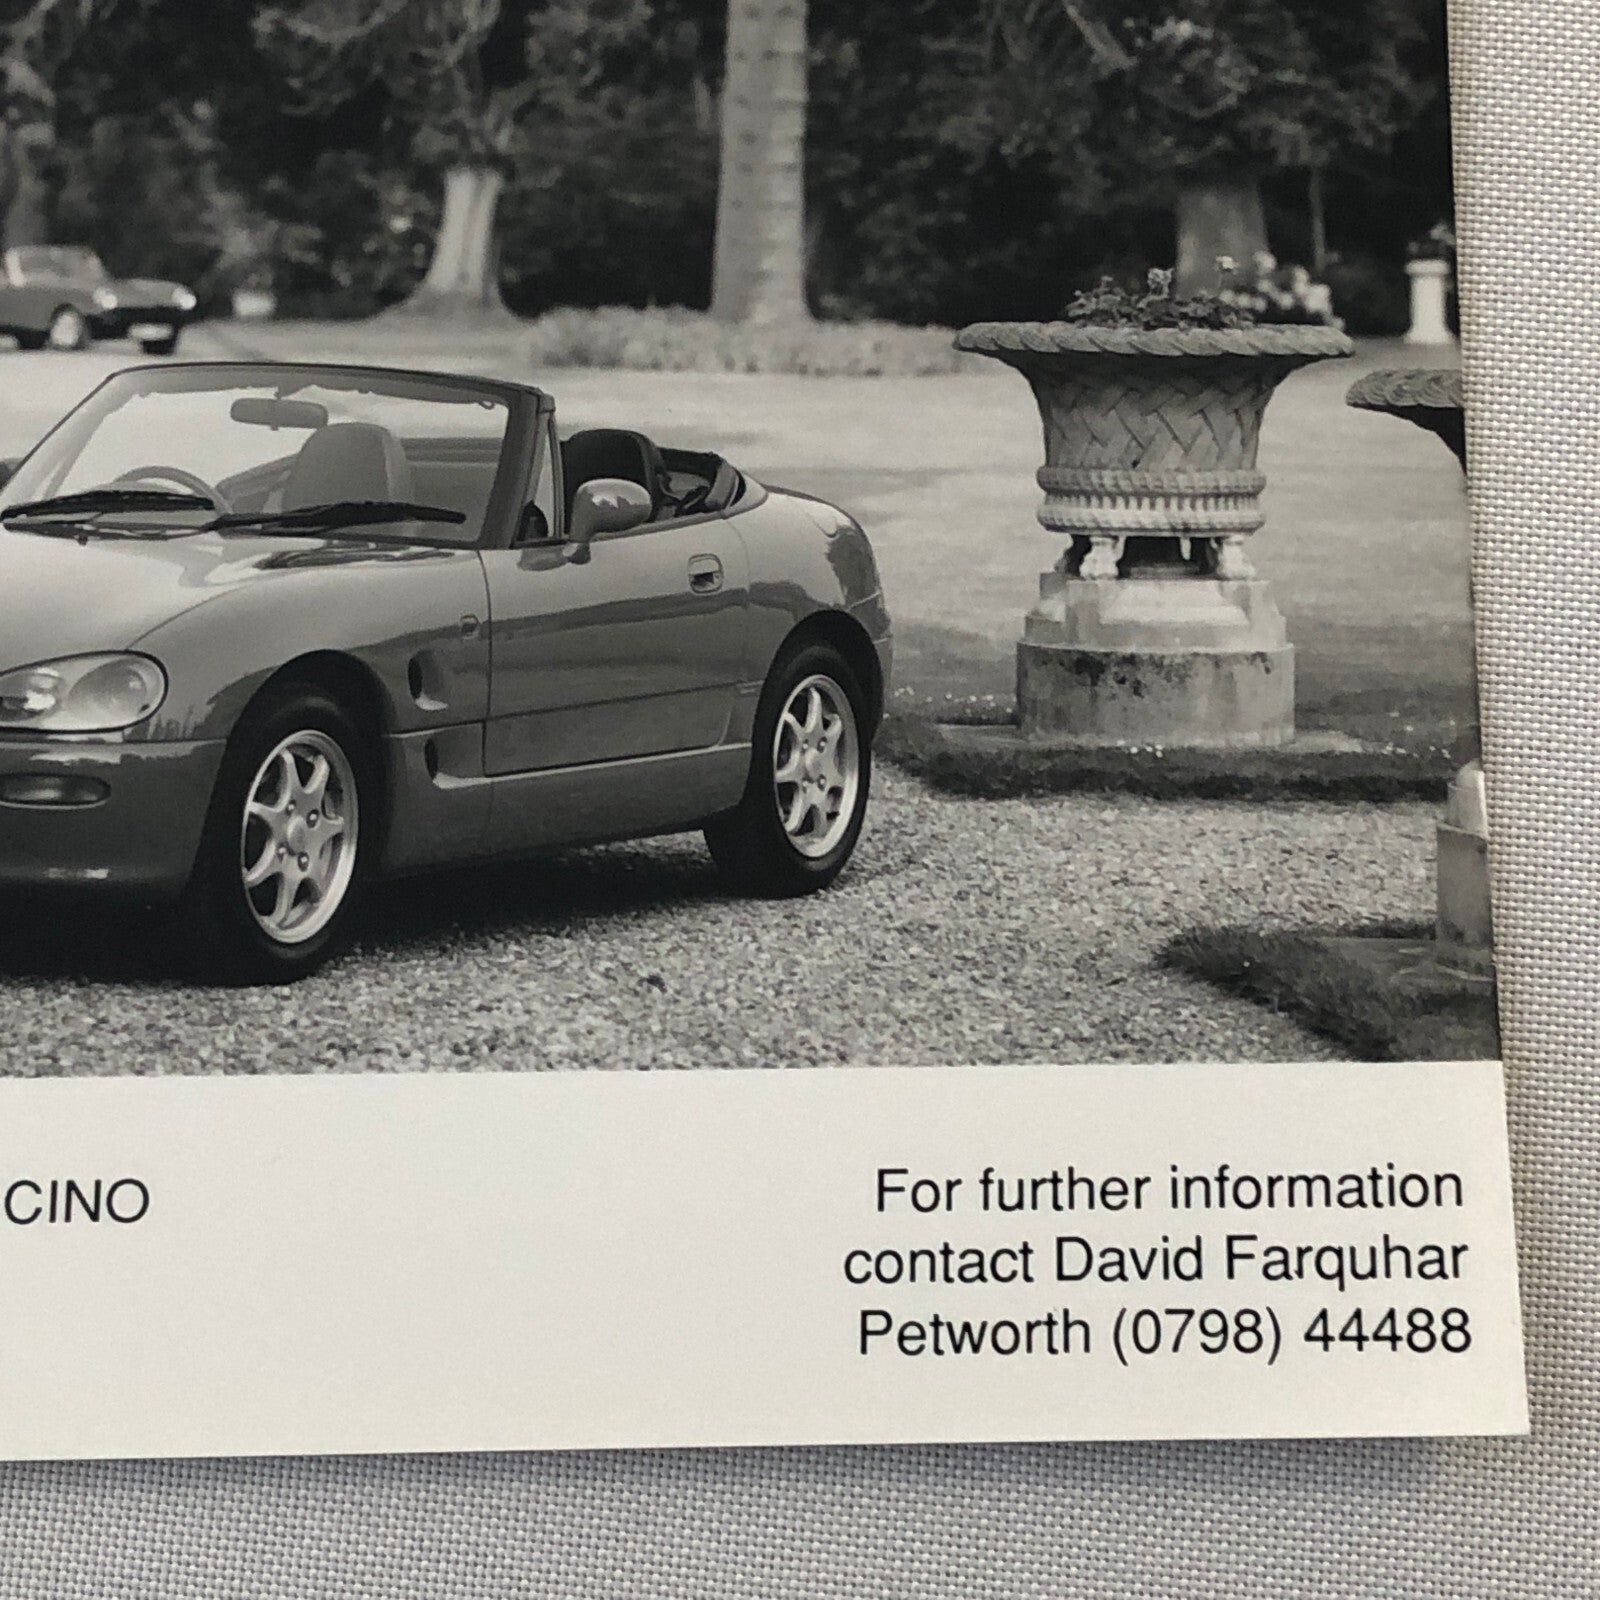 CINO
For further information
contact David Farquhar
Petworth (0798) 44488